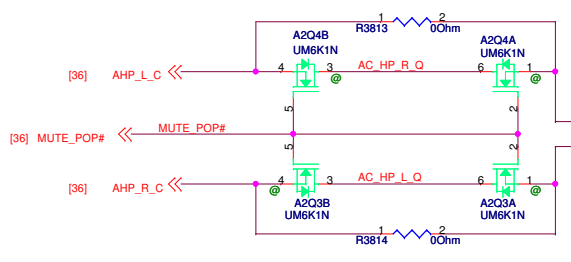 1 2
R3813 0Ohm
A2Q4B A2Q4A
UM6K1N UM6K1N
[36] AHP_L_C 4 3 AC_HP_R_Q 6 1
@ @
5 2
[36] MUTE_POP# MUTE_POP#
5 2
[36] AHP_R_C 4 3 AC_HP_L_Q 6 1
@ @
A2Q3B A2Q3A
UM6K1N UM6K1N
1 2
R3814 0Ohm